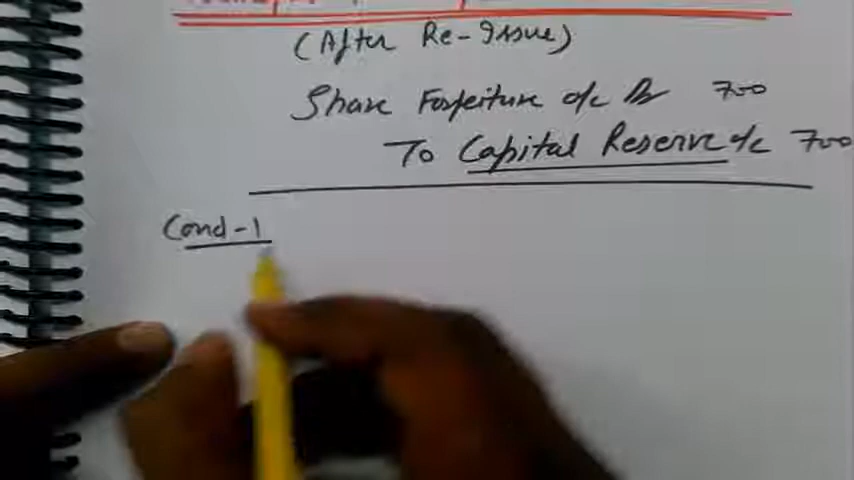 (After Re-Issue)
Share Forfeiture a/c Dr 700
To Capital Reserve a/c 700
Cond-1